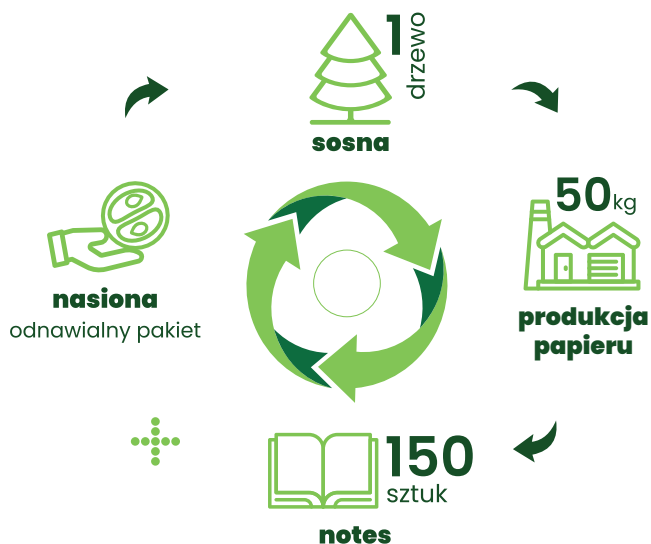 1
drzewo
sosna
50kg
produkcja
papieru
150
sztuk
notes
nasiona
odnawialny pakiet